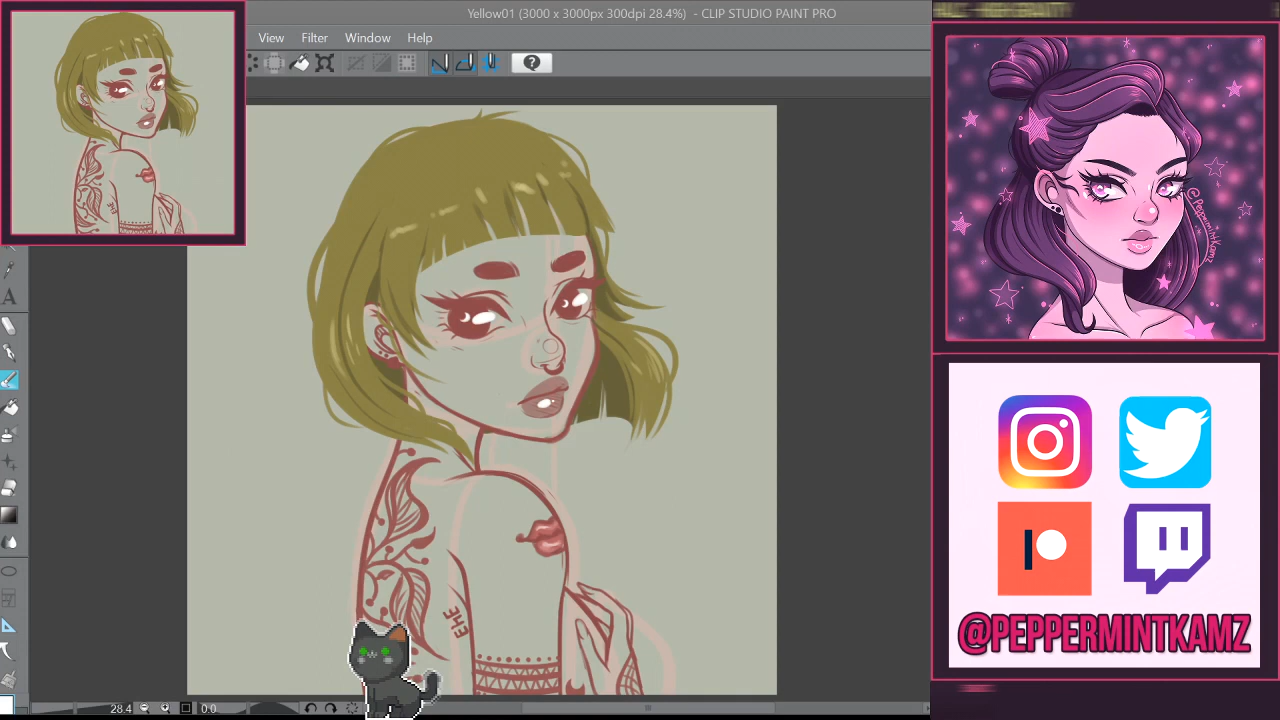 Yellow01 (3000 x 3000px 300dpi 28.4%) - CLIP STUDIO PAINT PRO
View Filter Window Help
@PeppermintKamz
A
EHE
28.4
0.0
@PEPPERMINTKAMZ